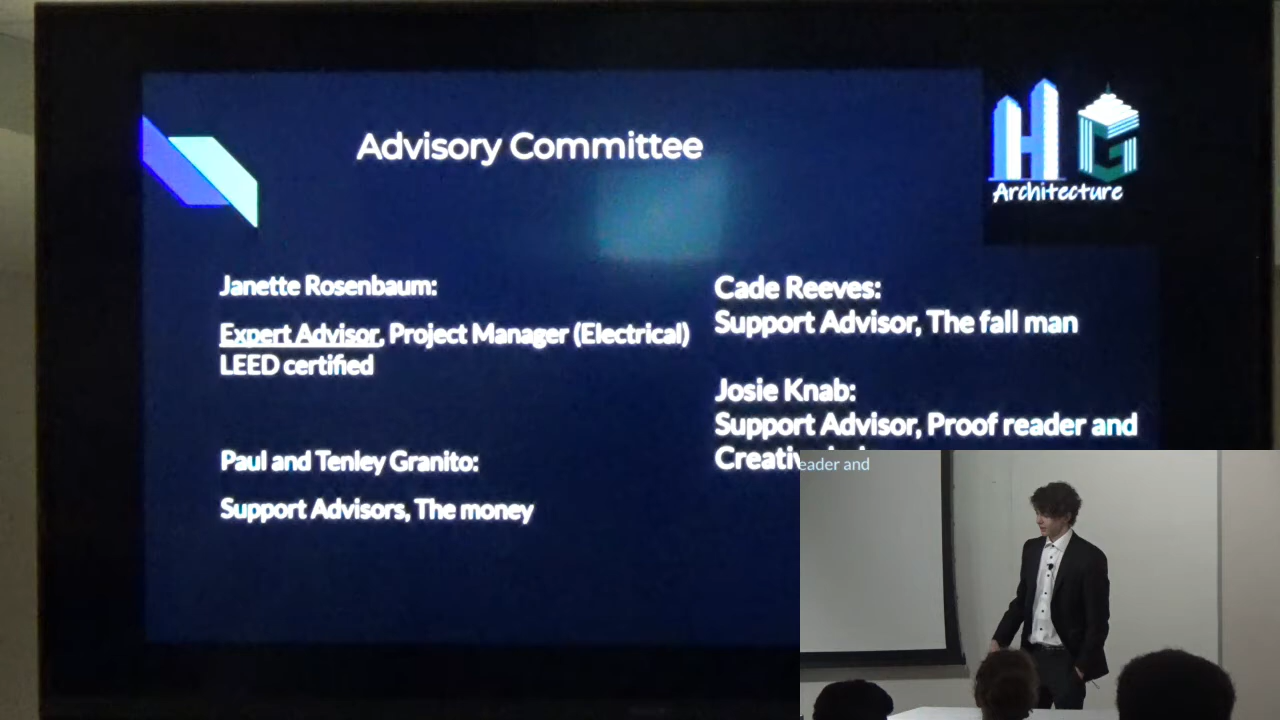 Advisory Committee
H G
Architecture
Janette Rosenbaum:
Expert Advisor, Project Manager (Electrical)
LEED certified
Paul and Tenley Granito:
Support Advisors, The money
Cade Reeves:
Support Advisor, The fall man
Josie Knab:
Support Advisor, Proof reader and
eader and